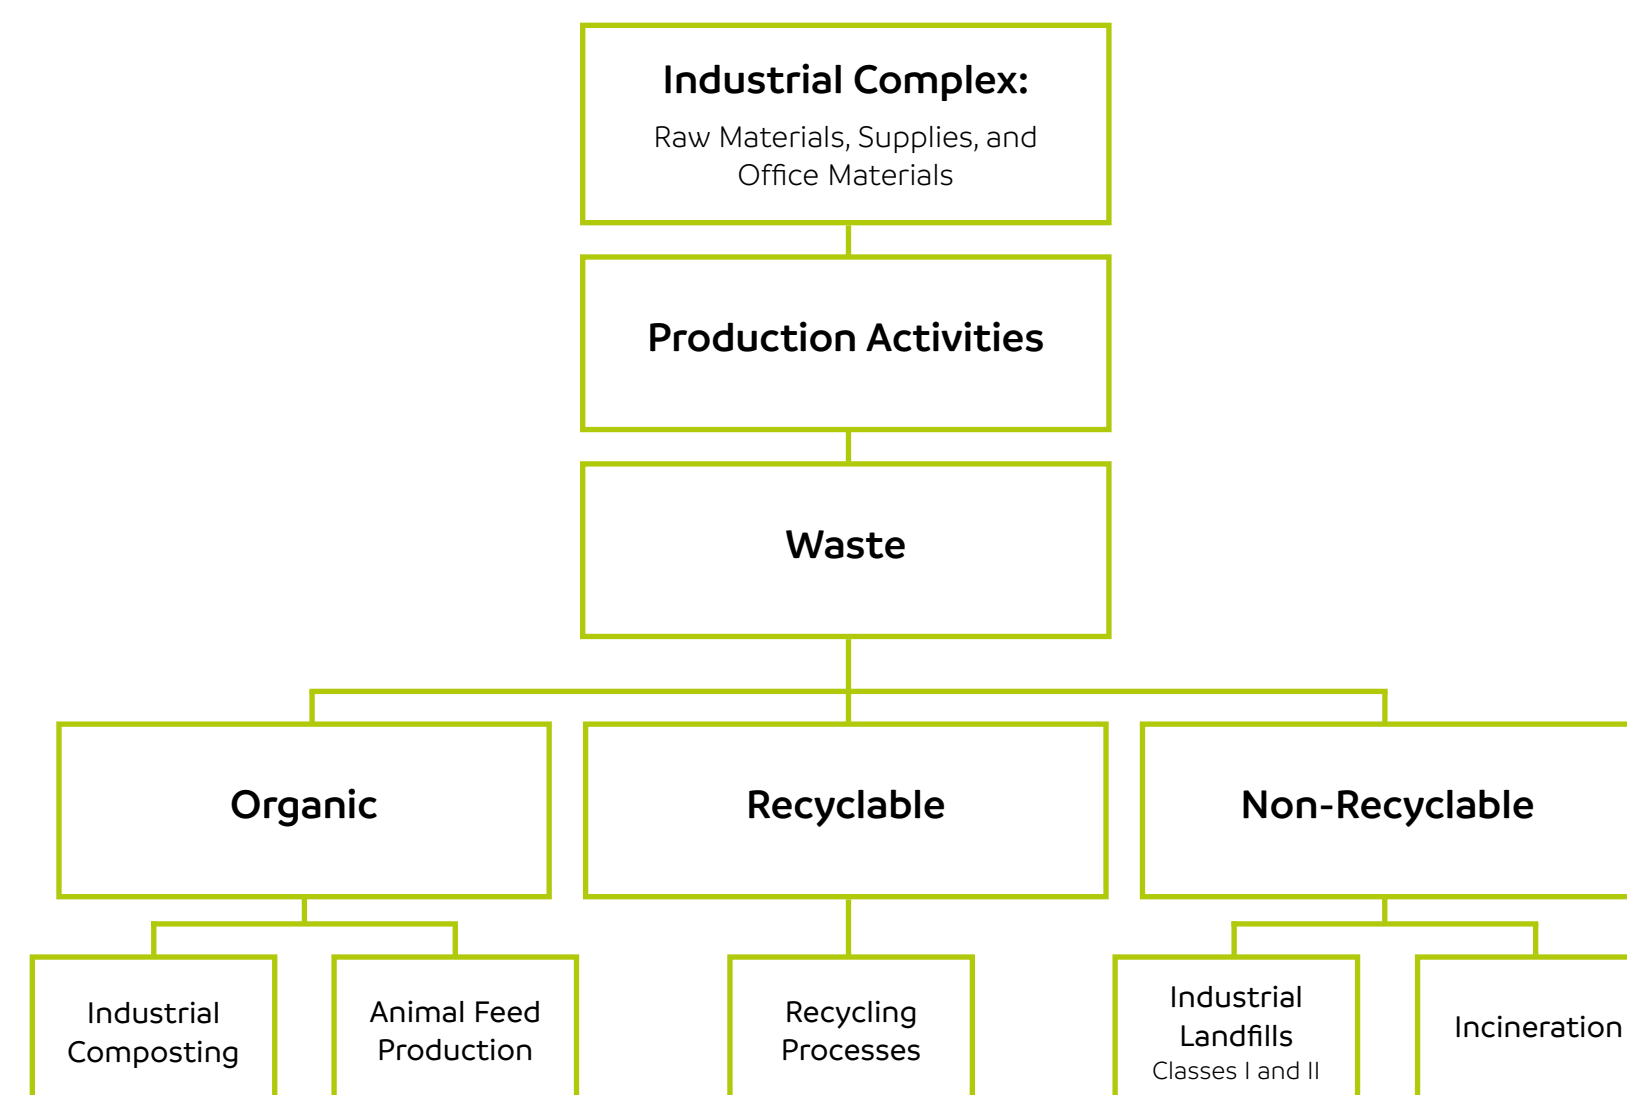 Industrial Complex:
Raw Materials, Supplies, and
Office Materials
Production Activities
Waste
Organic
Recyclable
Non-Recyclable
Industrial
Composting
Animal Feed
Production
Recycling
Processes
Industrial
Landfills
Classes I and II
Incineration